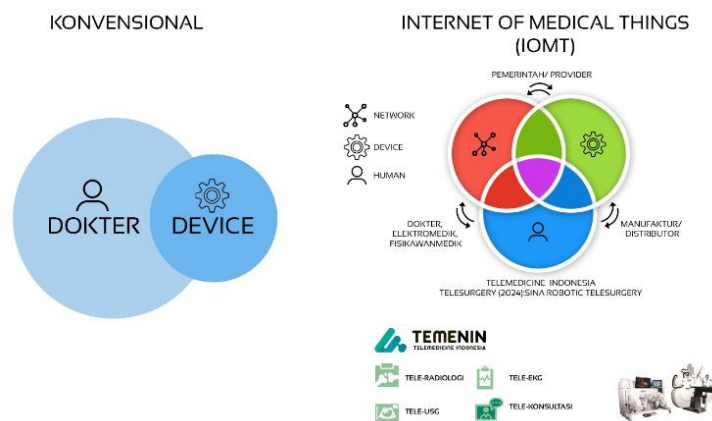 KONVENSIONAL
DOKTER
DEVICE
INTERNET OF MEDICAL THINGS
(IOMT)
PEMERINTAH/ PROVIDER
NETWORK
DEVICE
HUMAN
DOKTER,
ELEKTROMEDIK,
FISIKAWANMEDIK
MANUFAKTUR/
DISTRIBUTOR
TELEMEDICINE INDONESIA
TELESURGERY (2024):SINA ROBOTIC TELESURGERY
TEMENIN
TELEMEDICINE INDONESIA
TELE-RADIOLOGI
TELE-EKG
TELE-USG
TELE-KONSULTASI